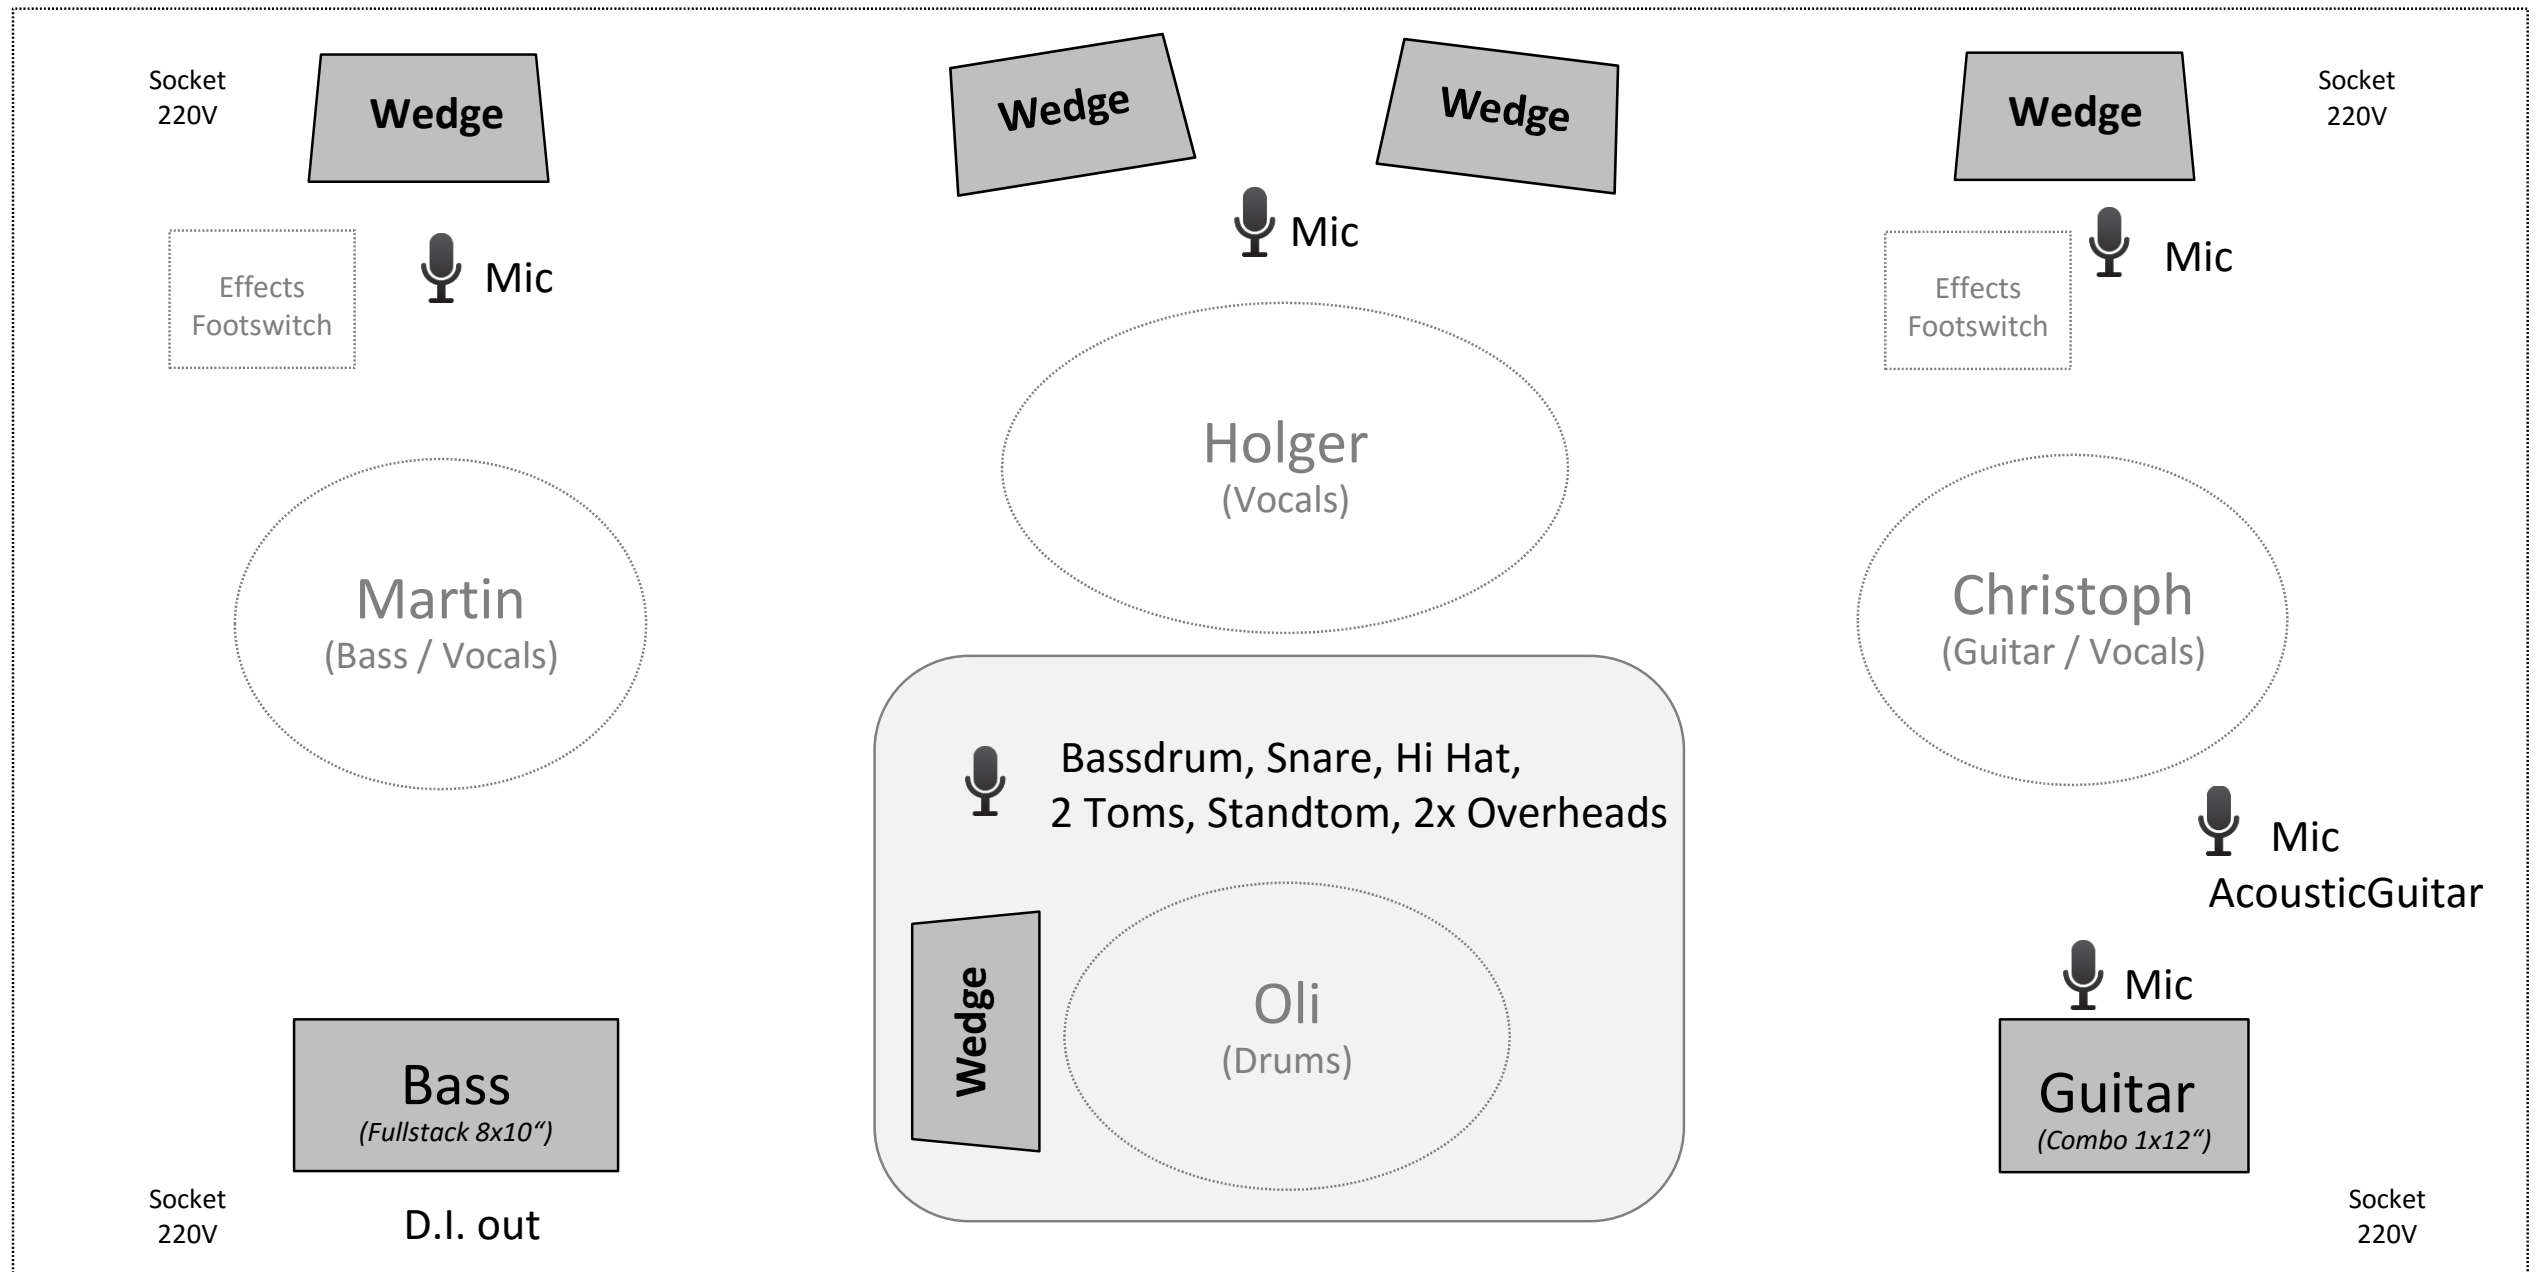 Socket
220V
Wedge
Wedge
Wedge
Wedge
Socket
220V
Mic
Mic
Mic
Effects
Footswitch
Effects
Footswitch
Holger
(Vocals)
Martin
(Bass / Vocals)
Christoph
(Guitar / Vocals)
Bassdrum, Snare, Hi Hat,
2 Toms, Standtom, 2x Overheads
Mic
AcousticGuitar
Mic
Wedge
Oli
(Drums)
Bass
(Fullstack 8x10“)
Guitar
(Combo 1x12“)
Socket
220V
D.I. out
Socket
220V